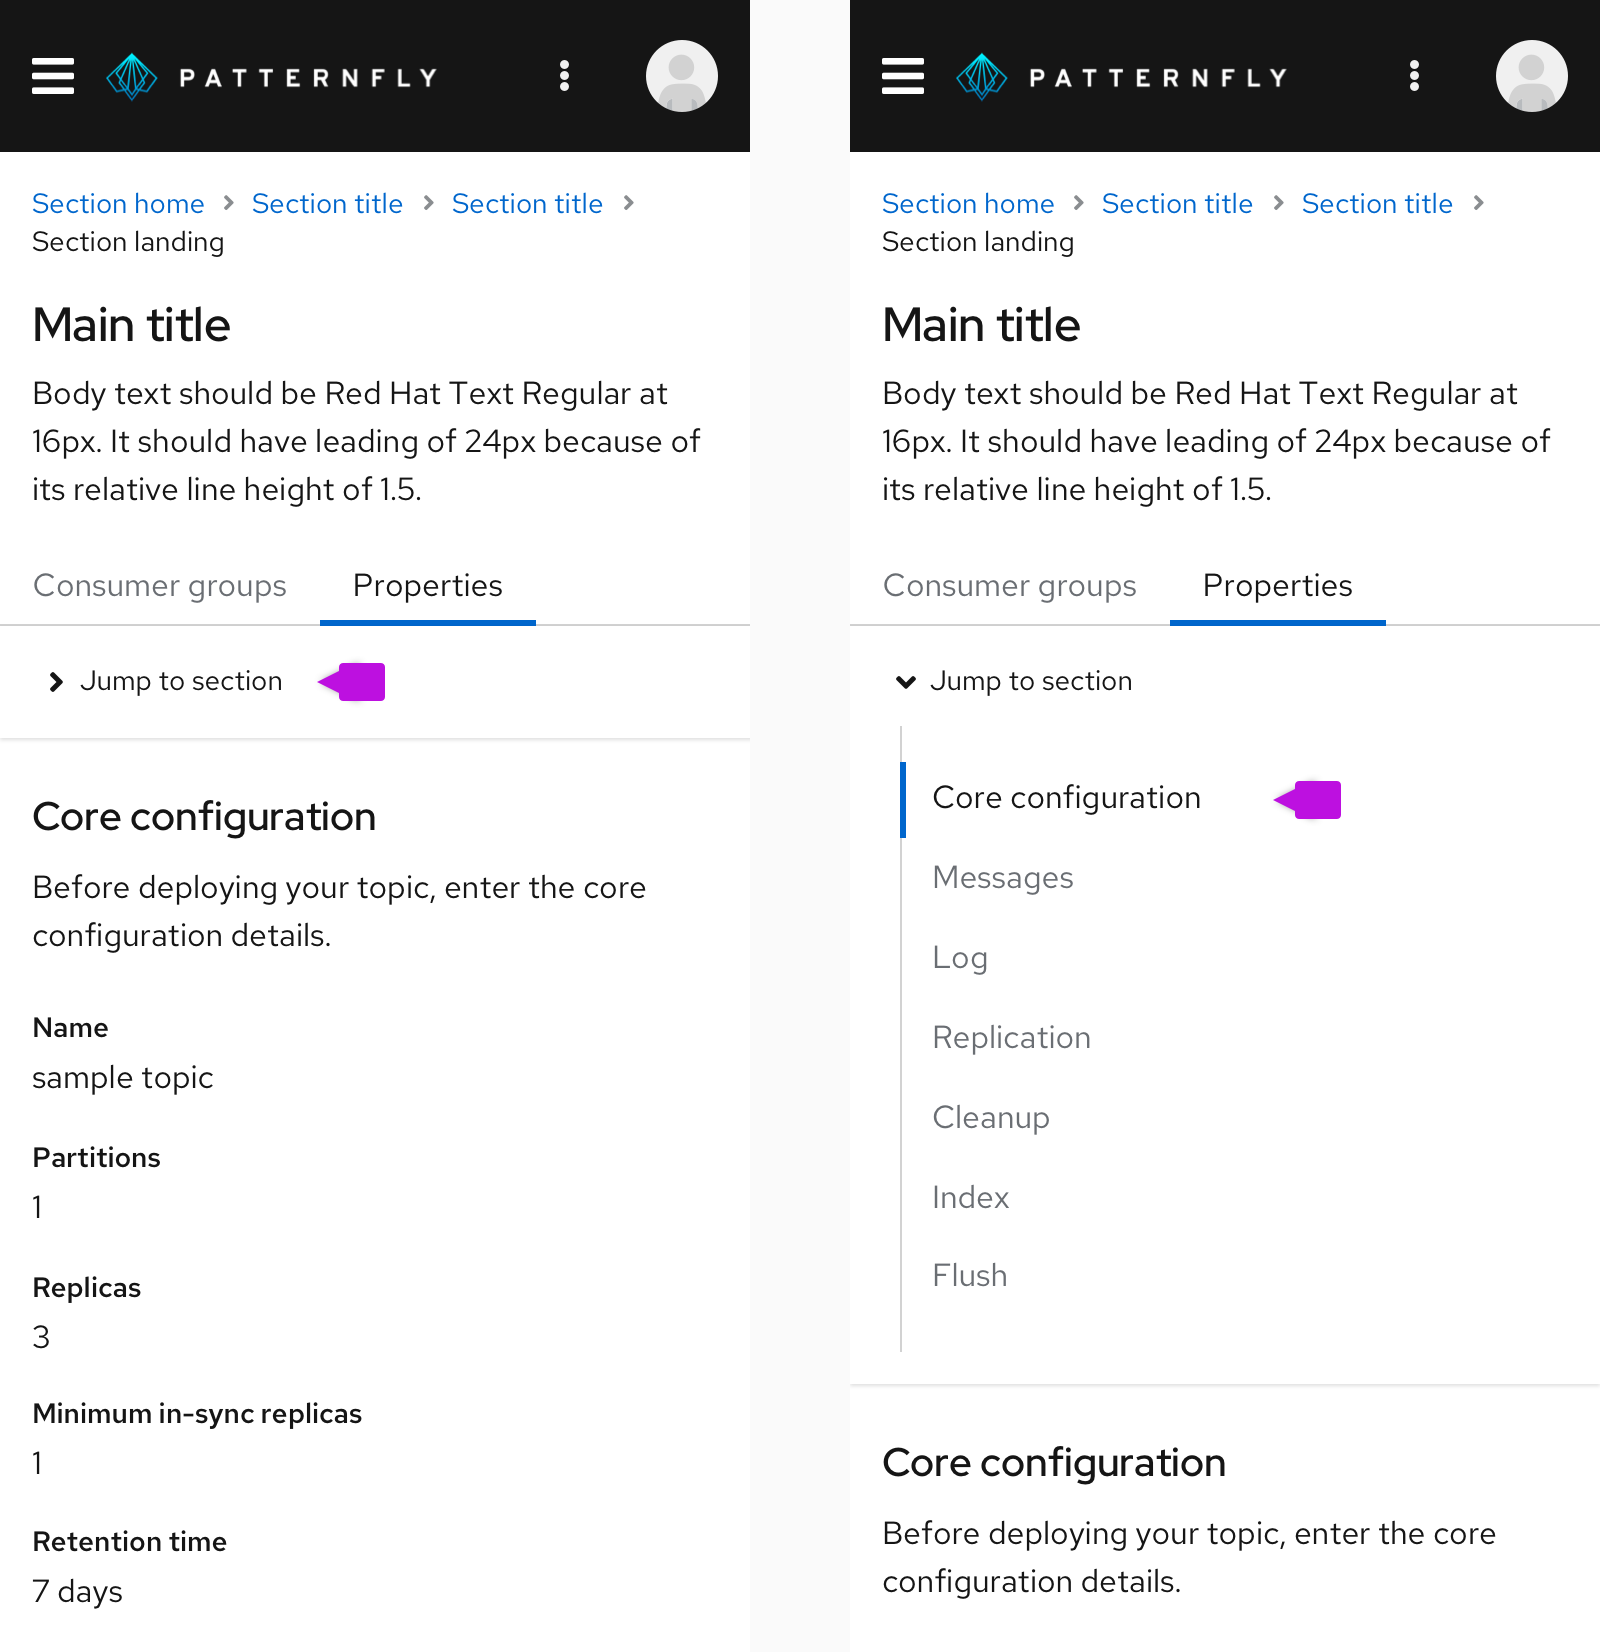 PATTERNFLY
Section home Section title Section title
Section landing
Main title
Body text should be Red Hat Text Regular at
16px. It should have leading of 24px because of
its relative line height of 1.5.
Consumer groups Properties
Jump to section
Core configuration
Before deploying your topic, enter the core
configuration details.
Name
sample topic
Partitions
1
Replicas
3
Minimum in-sync replicas
1
Retention time
7 days
PATTERNFLY
Section home Section title Section title
Section landing
Main title
Body text should be Red Hat Text Regular at
16px. It should have leading of 24px because of
its relative line height of 1.5.
Consumer groups Properties
Jump to section
Core configuration
Messages
Log
Replication
Cleanup
Index
Flush
Core configuration
Before deploying your topic, enter the core
configuration details.